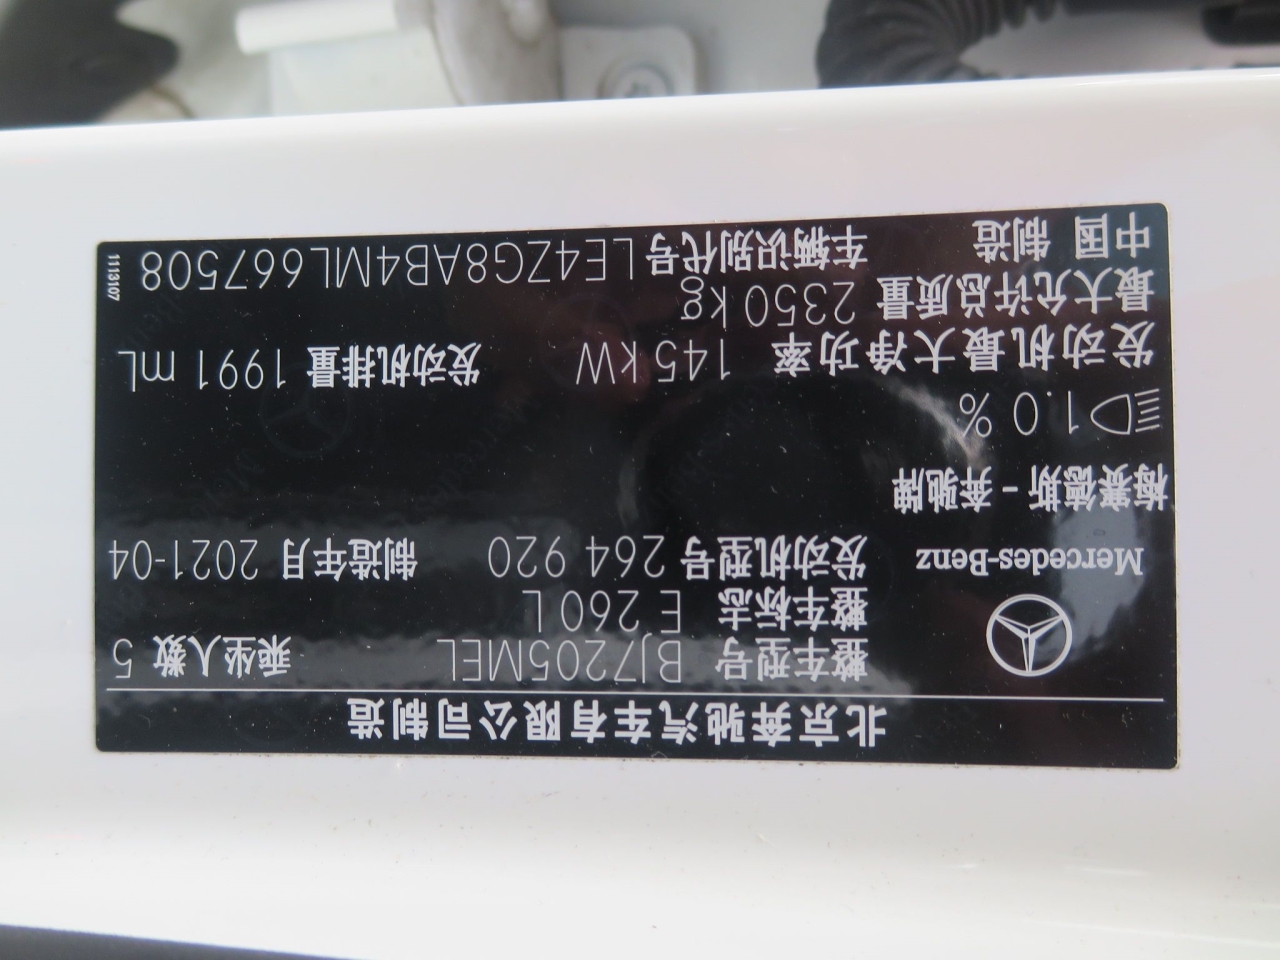 北京奔驰汽车有限公司制造
整车型号 BJ7205MEL 乘坐人数 5
整车标志 E 260 L
Mercedes-Benz 发动机型号 264 920 制造年月 2021-04
梅赛德斯-奔驰牌
1.0 %
发动机最大净功率 145 kW 发动机排量 1991 mL
最大允许总质量 2350 kg
中国 制造 车辆识别代号 LE4ZG8AB4ML667508
1113107